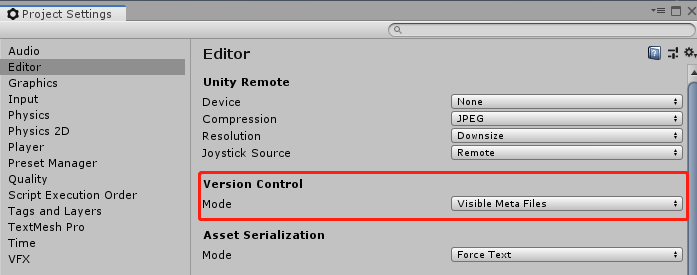 Project Settings
Audio
Editor
Graphics
Input
Physics
Physics 2D
Player
Preset Manager
Quality
Script Execution Order
Tags and Layers
TextMesh Pro
Time
VFX
Editor
Unity Remote
Device None
Compression JPEG
Resolution Downsize
Joystick Source Remote
Version Control
Mode Visible Meta Files
Asset Serialization
Mode Force Text